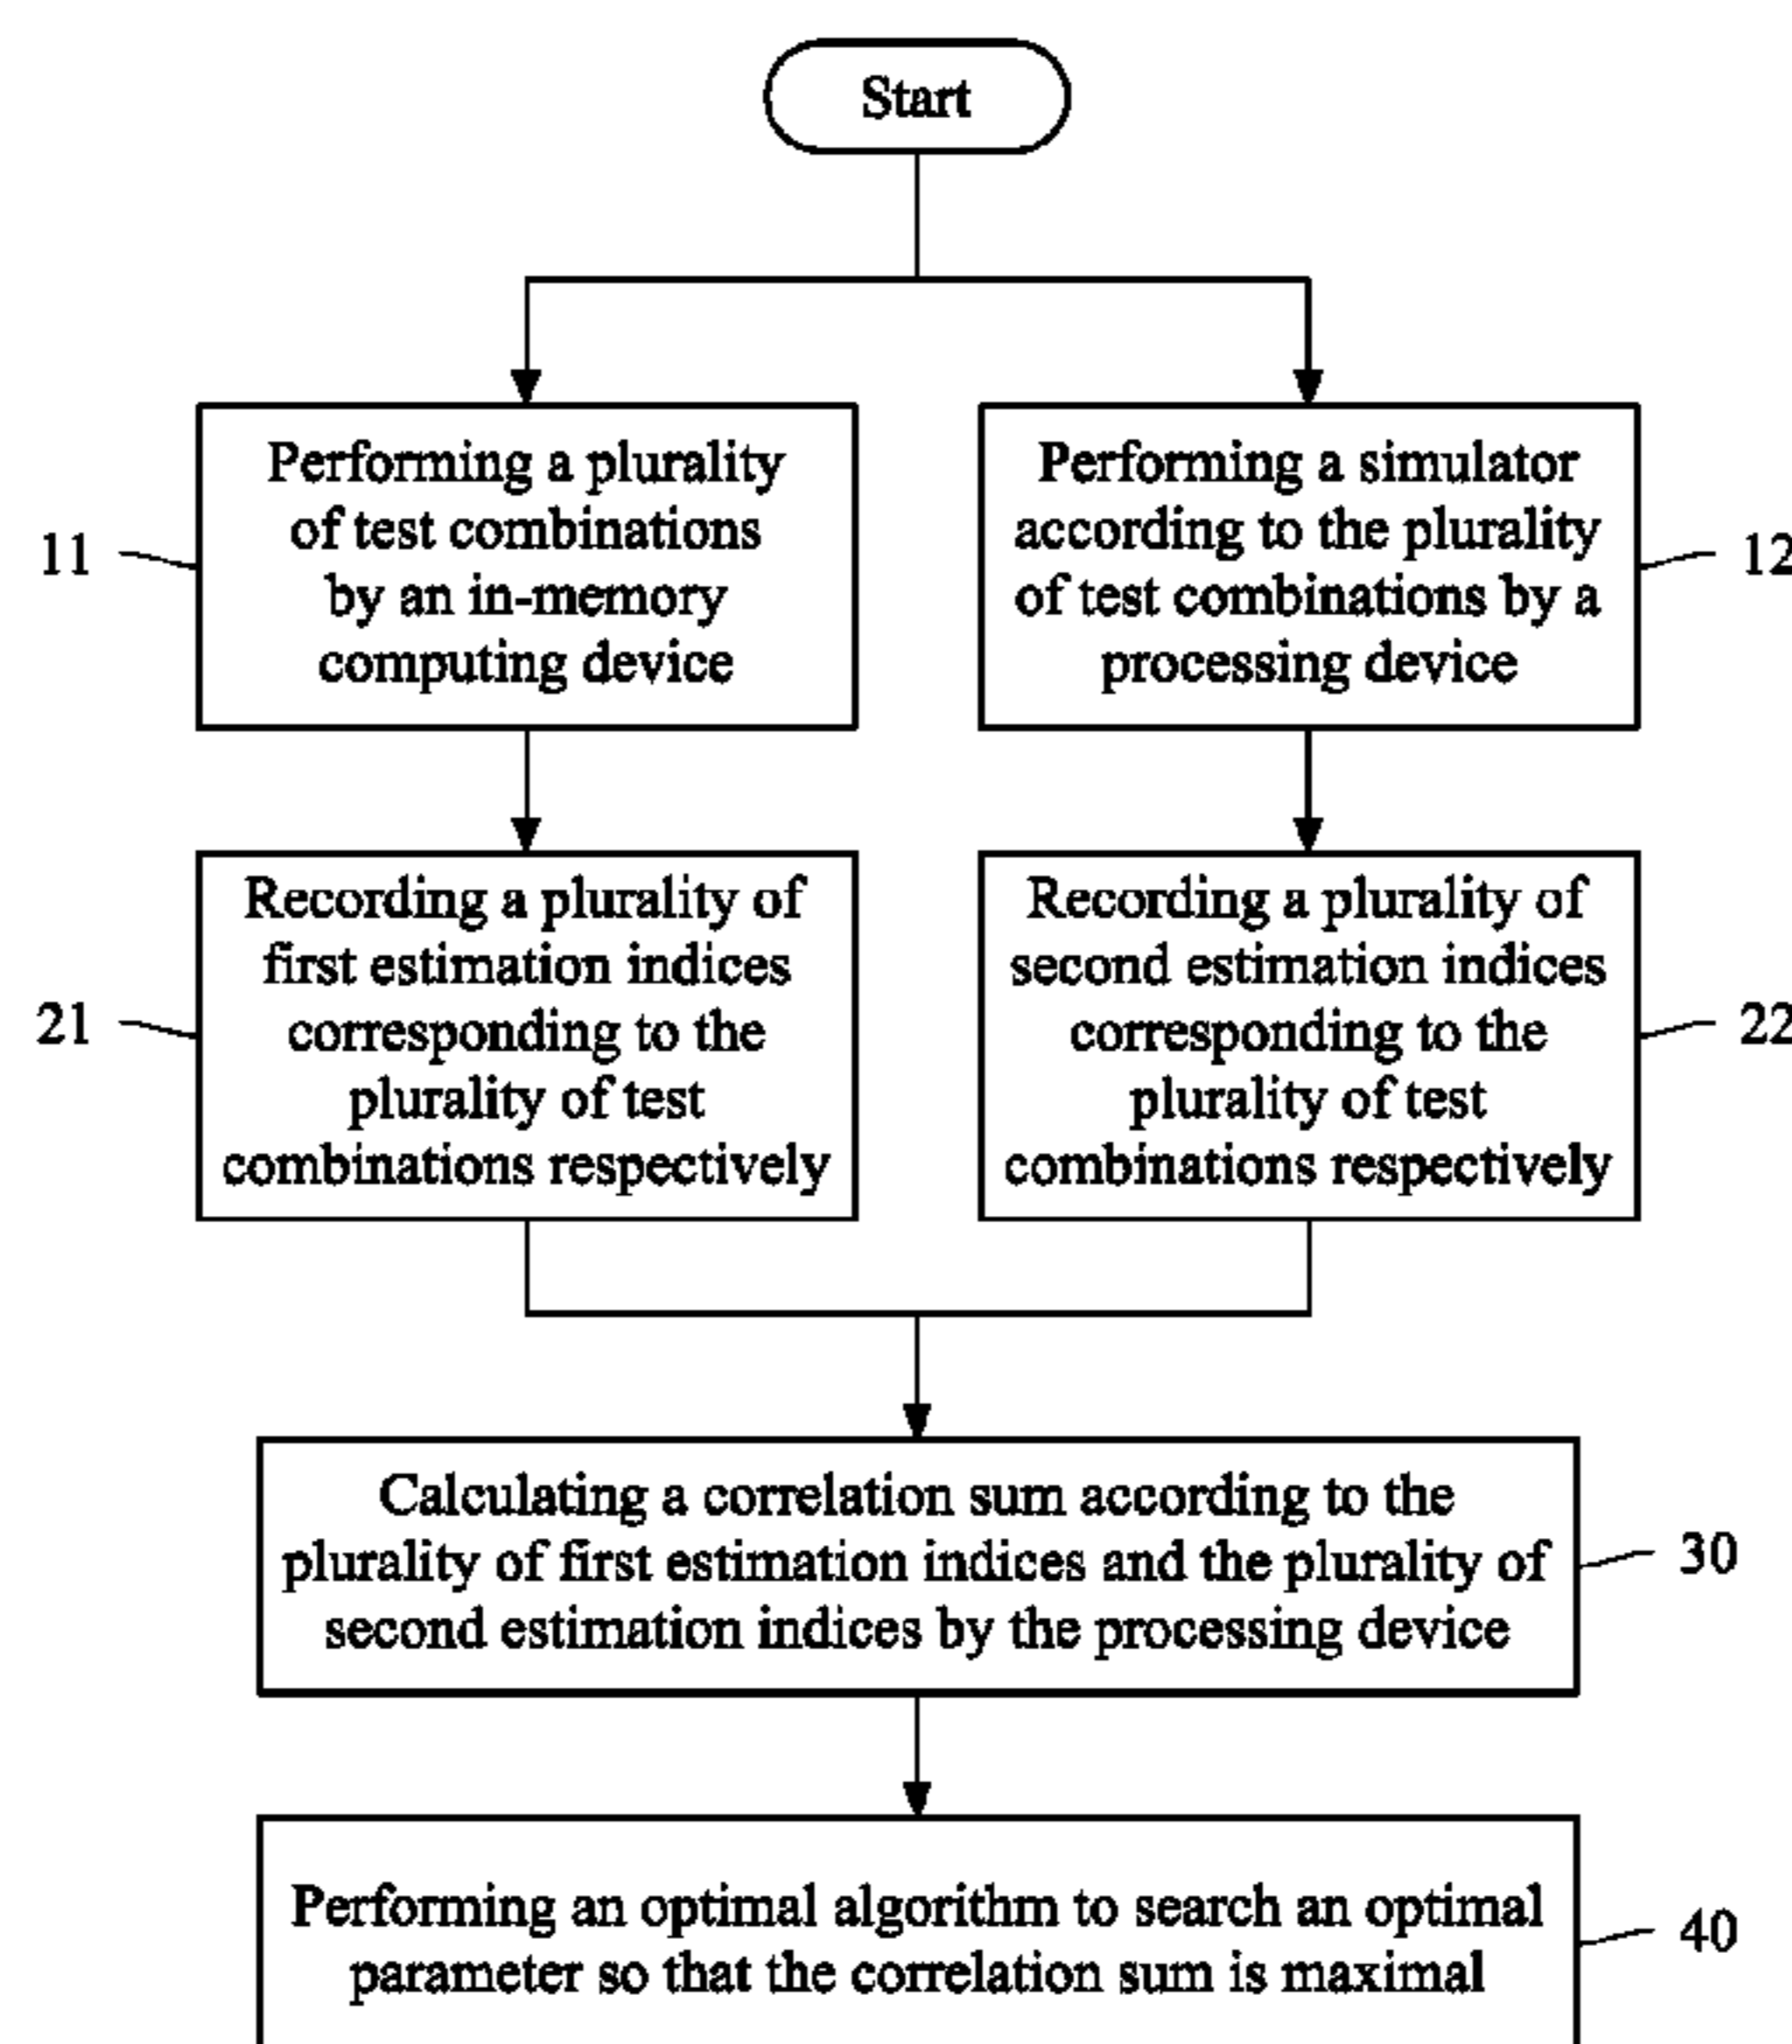 Start
Performing a plurality
of test combinations
by an in-memory
computing device
11
Performing a simulator
according to the plurality
of test combinations by a
processing device
12
Recording a plurality of
first estimation indices
corresponding to the
plurality of test
combinations respectively
21
Recording a plurality of
second estimation indices
corresponding to the
plurality of test
combinations respectively
22
Calculating a correlation sum according to the
plurality of first estimation indices and the plurality of
second estimation indices by the processing device
30
Performing an optimal algorithm to search an optimal
parameter so that the correlation sum is maximal
40